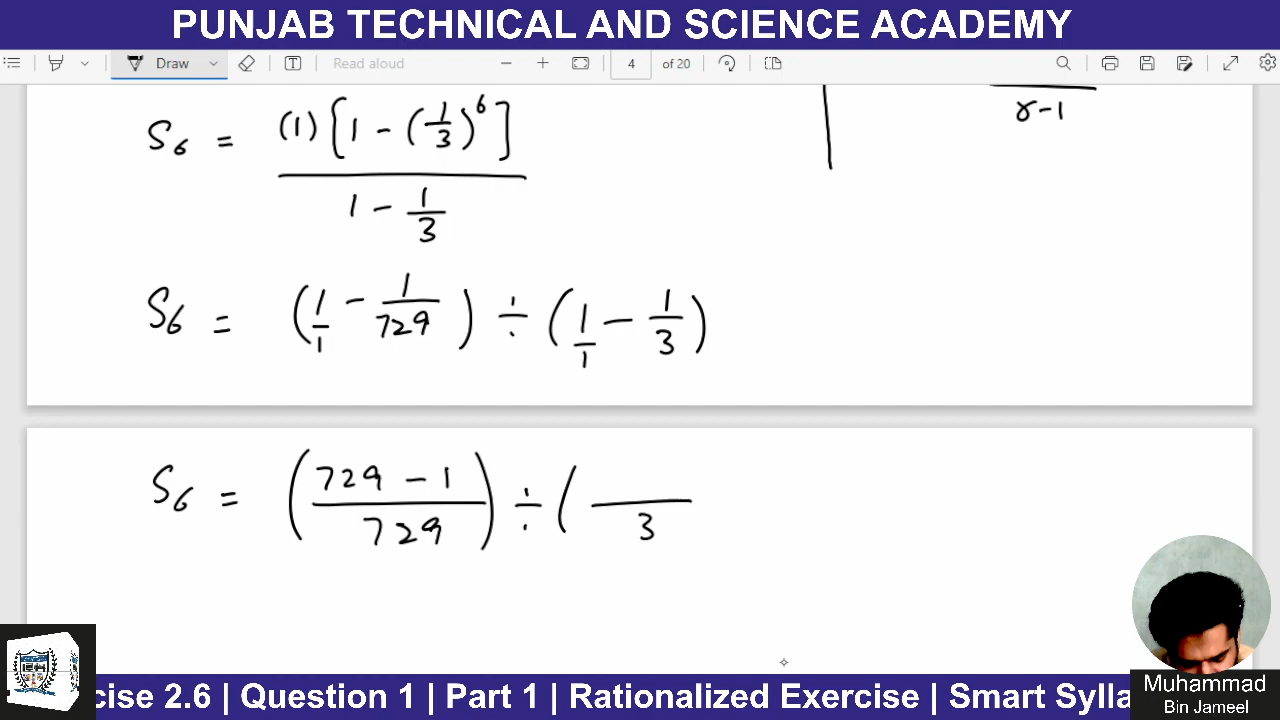 PUNJAB TECHNICAL AND SCIENCE ACADEMY
Draw Read aloud 4 of 20
S₆ = (1) [1 - (1/3)⁶] / 1 - 1/3
r-1
S₆ = (1/1 - 1/729) ÷ (1/1 - 1/3)
S₆ = (729 - 1 / 729) ÷ ( / 3
cise 2.6 | Question 1 | Part 1 | Rationalized Exercise | Smart Sylla
Muhammad
Bin Jameel